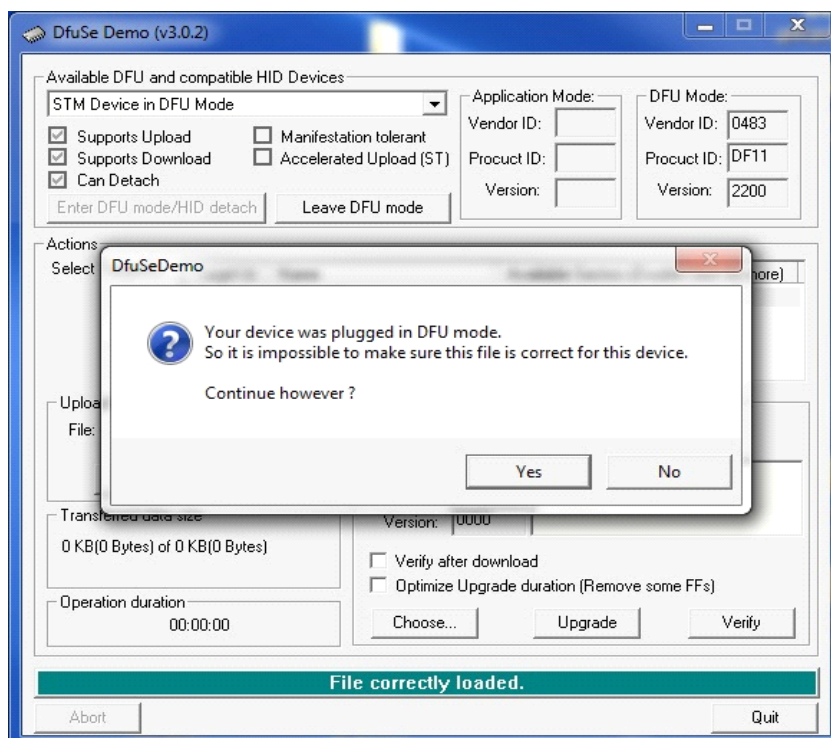 DfuSe Demo (v3.0.2)
Available DFU and compatible HID Devices
STM Device in DFU Mode
Supports Upload
Manifestation tolerant
Supports Download
Accelerated Upload (ST)
Can Detach
Enter DFU mode/HID detach
Leave DFU mode
Application Mode:
Vendor ID:
Procuct ID:
Version:
DFU Mode:
Vendor ID: 0483
Procuct ID: DF11
Version: 2200
Actions
Select
more)
DfuSeDemo
Your device was plugged in DFU mode.
So it is impossible to make sure this file is correct for this device.
Continue however ?
Yes
No
File:
Transferred data size
0 KB(0 Bytes) of 0 KB(0 Bytes)
Operation duration
00:00:00
Version: 0000
Verify after download
Optimize Upgrade duration (Remove some FFs)
Choose...
Upgrade
Verify
File correctly loaded.
Abort
Quit